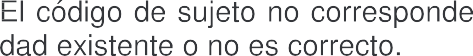 El código de sujeto no corresponde
dad existente o no es correcto.